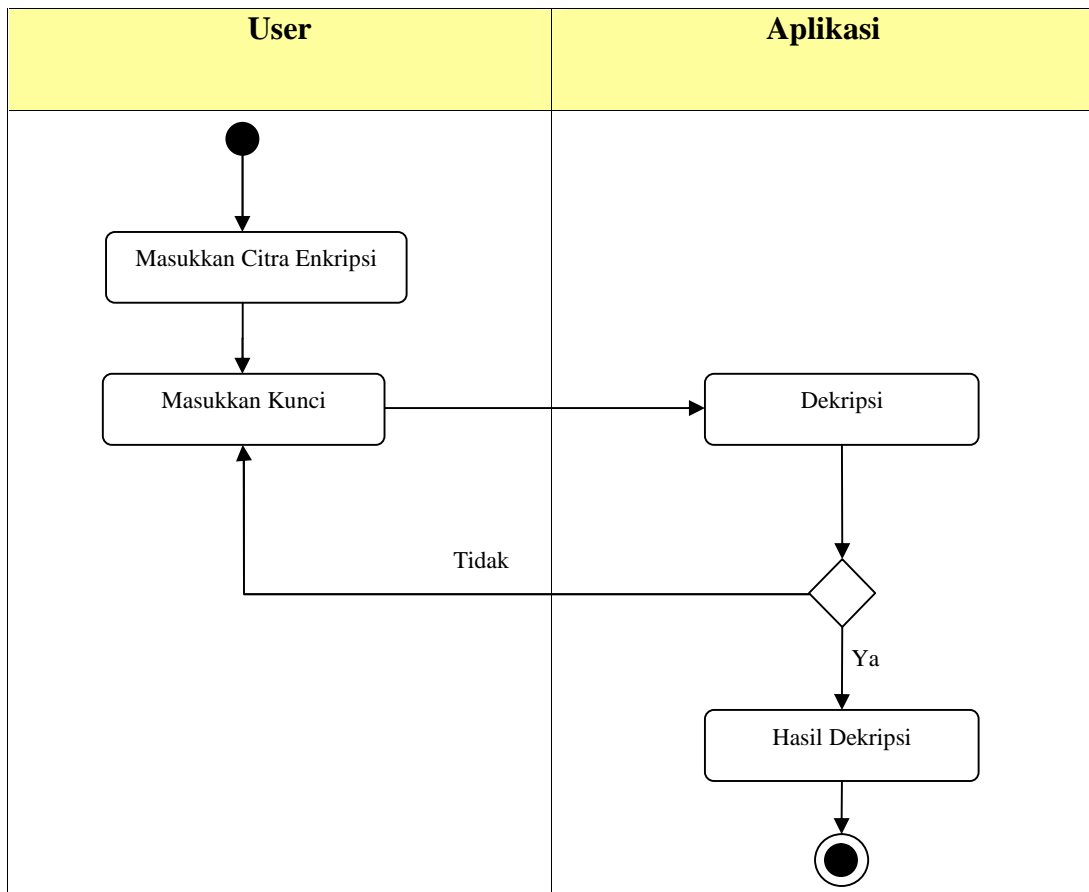 User
Aplikasi
Masukkan Citra Enkripsi
Masukkan Kunci
Dekripsi
Tidak
Ya
Hasil Dekripsi